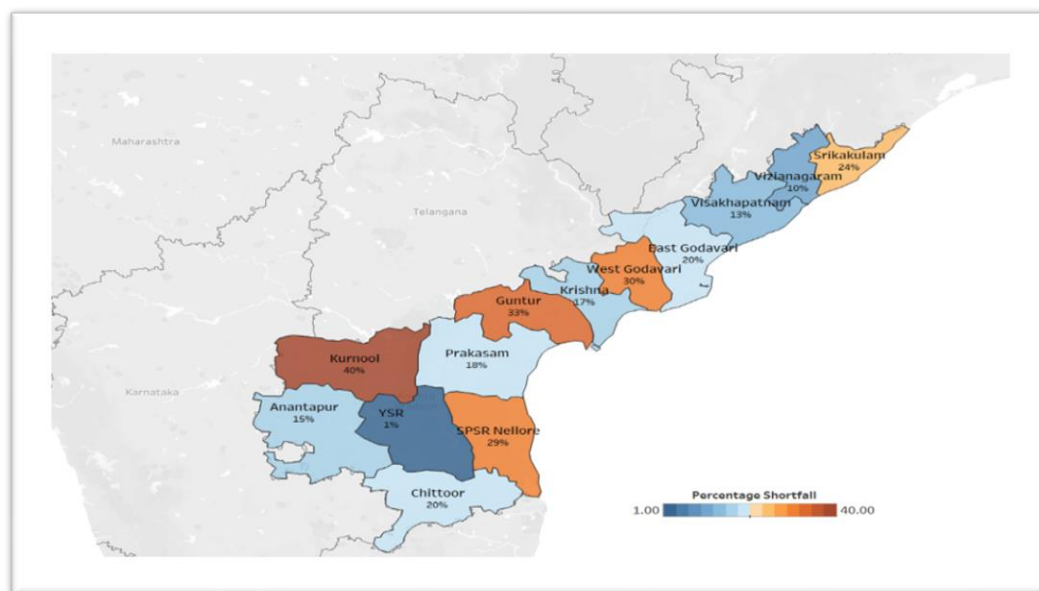 Maharashtra
Telangana
Karnataka
Srikakulam
24%
Vizianagaram
10%
Visakhapatnam
13%
East Godavari
20%
West Godavari
30%
Krishna
17%
Guntur
33%
Prakasam
18%
Kurnool
40%
Anantapur
15%
YSR
1%
SPSR Nellore
29%
Chittoor
20%
Percentage Shortfall
1.00 40.00